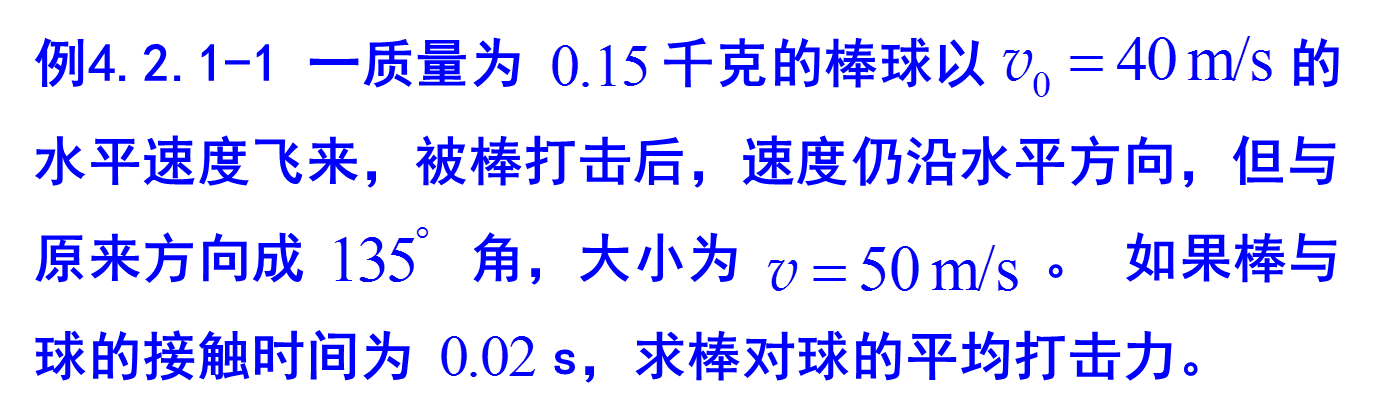 例4.2.1-1 一质量为 0.15千克的棒球以 v₀ = 40 m/s 的
水平速度飞来，被棒打击后，速度仍沿水平方向，但与
原来方向成 135° 角，大小为 v = 50 m/s 。 如果棒与
球的接触时间为 0.02 s，求棒对球的平均打击力。